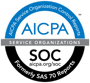 AICPA Service Organization Control Reports
AICPA
SERVICE ORGANIZATIONS
SOC
aicpa.org/soc
Formerly SAS 70 Reports